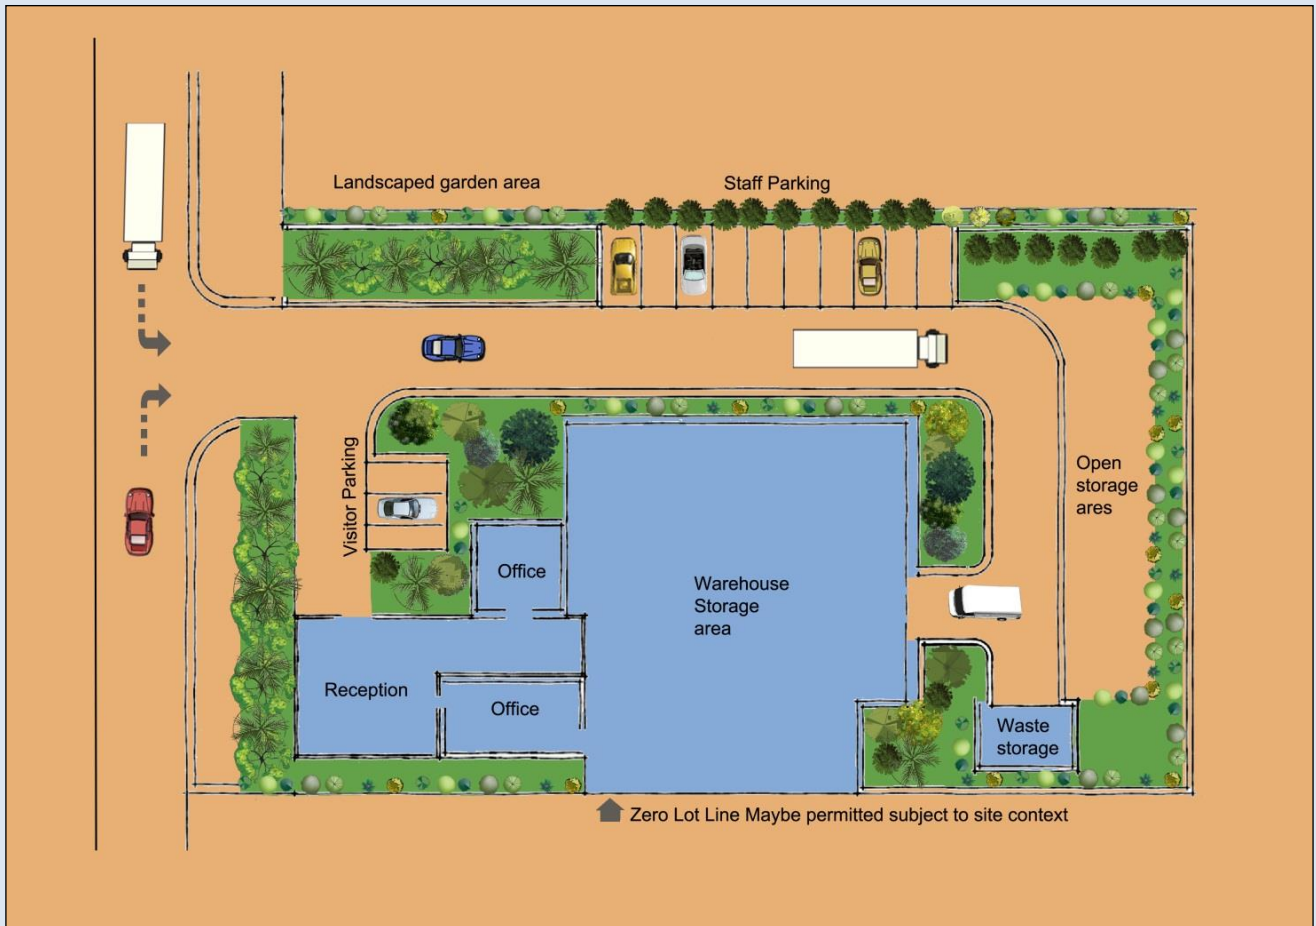 Landscaped garden area
Staff Parking
Visitor Parking
Open
storage
ares
Office
Warehouse
Storage
area
Reception
Office
Waste
storage
Zero Lot Line Maybe permitted subject to site context